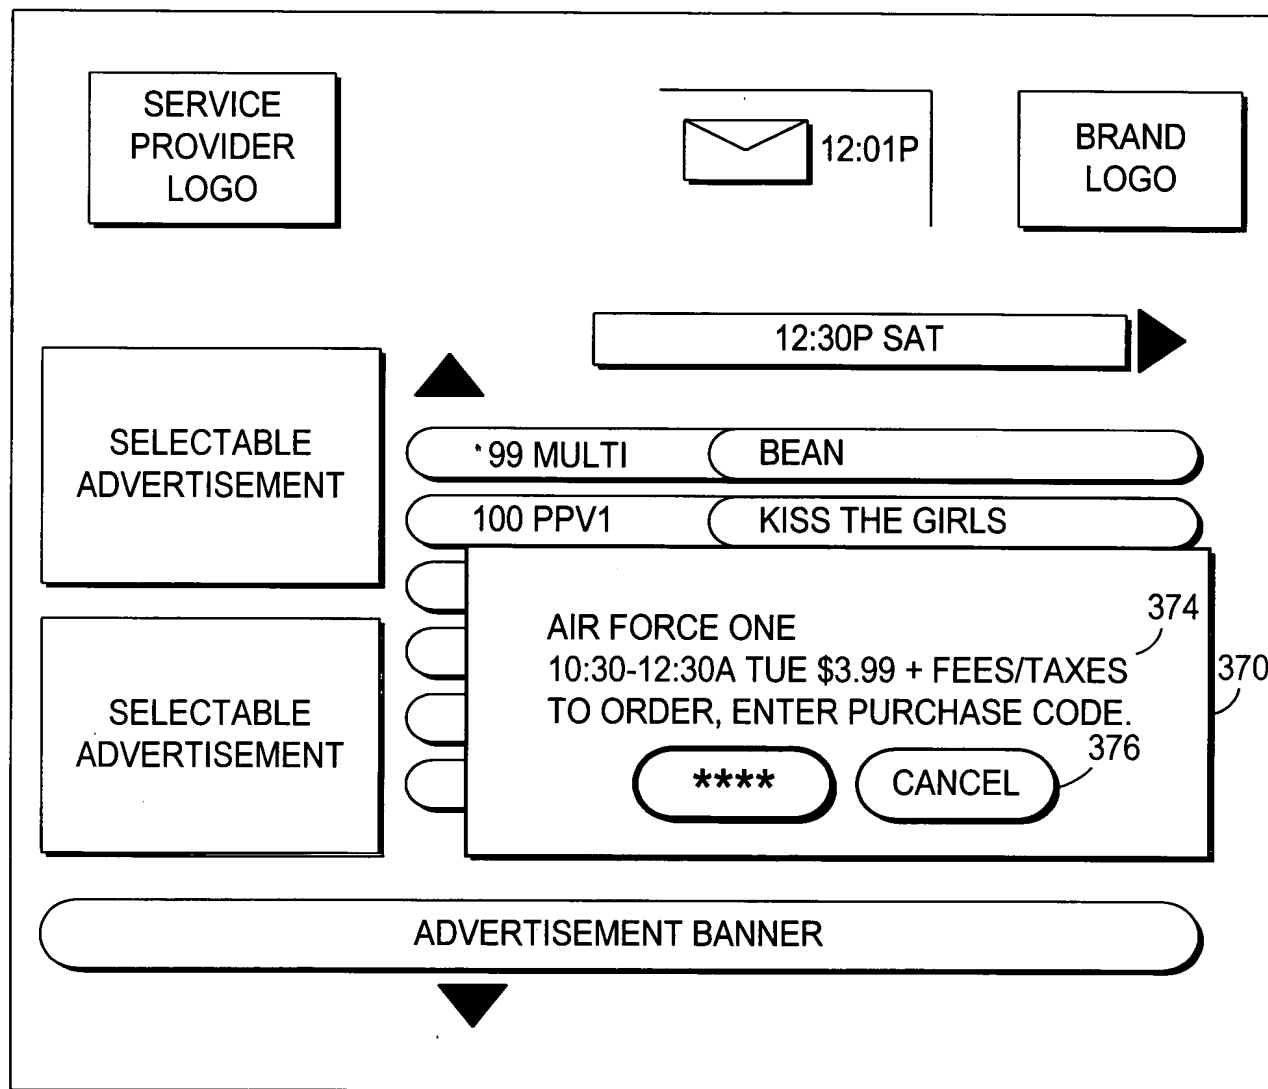 SERVICE
PROVIDER
LOGO
12:01P
BRAND
LOGO
12:30P SAT
SELECTABLE
ADVERTISEMENT
99 MULTI
BEAN
100 PPV1
KISS THE GIRLS
374
AIR FORCE ONE
10:30-12:30A TUE $3.99 + FEES/TAXES
370
TO ORDER, ENTER PURCHASE CODE.
376
****
CANCEL
SELECTABLE
ADVERTISEMENT
ADVERTISEMENT BANNER